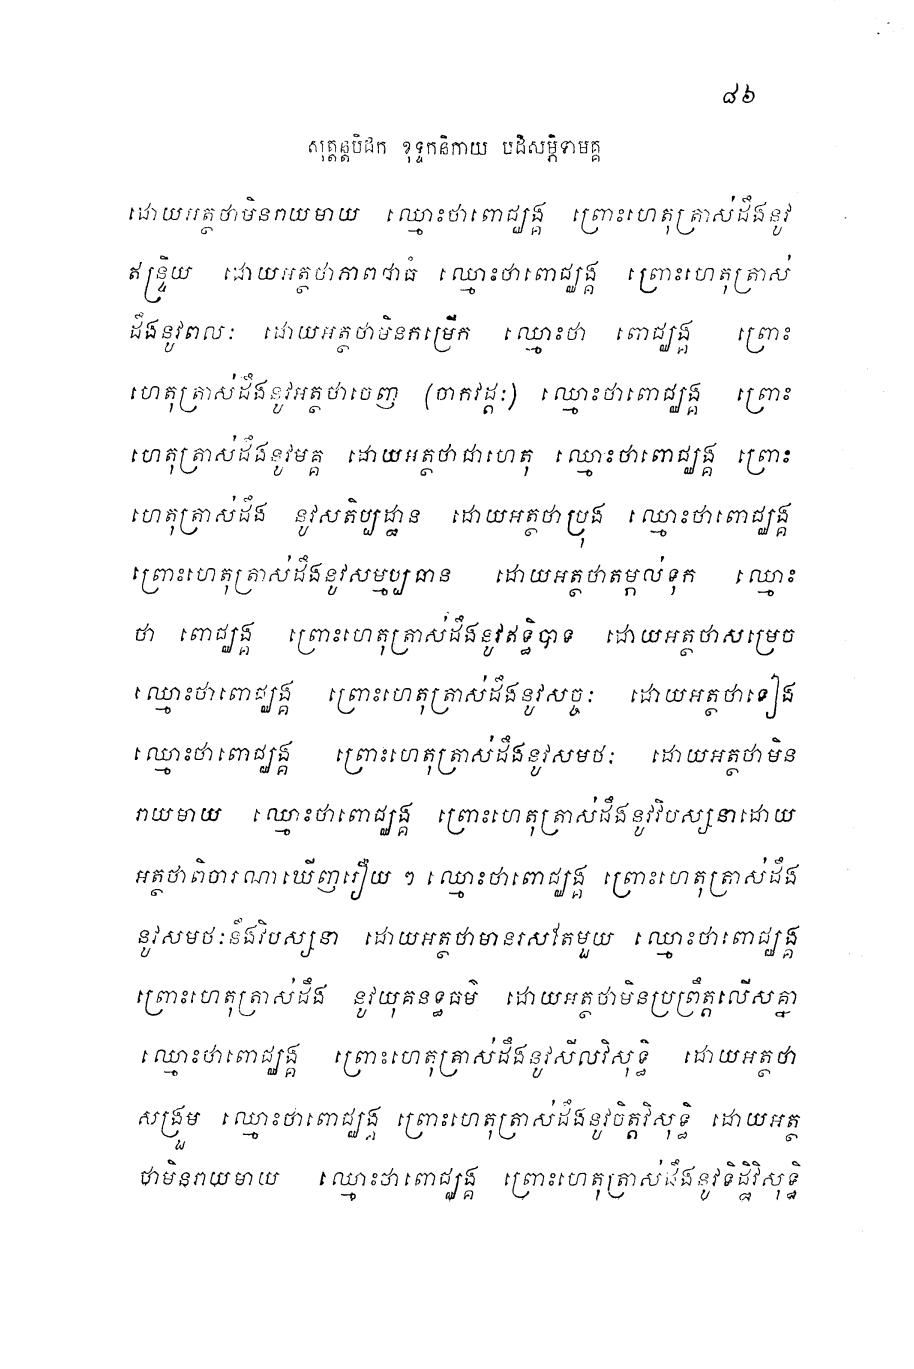 ៨៦
សុត្តន្តបិដក ខុទ្ទកនិកាយ បដិសម្ភិទាមគ្គ
ដោយអត្ថថាមិនរាយមាយ ឈ្មោះថាពោជ្ឈង្គ ព្រោះហេតុត្រាស់ដឹងនូវ
ឥន្ទ្រិយ ដោយអត្ថថាភាពជាធំ ឈ្មោះថាពោជ្ឈង្គ ព្រោះហេតុត្រាស់
ដឹងនូវពលៈ ដោយអត្ថថាមិនកម្រើក ឈ្មោះថា ពោជ្ឈង្គ ព្រោះ
ហេតុត្រាស់ដឹងនូវអត្ថថាចេញ (ចាកវដ្តៈ) ឈ្មោះថាពោជ្ឈង្គ ព្រោះ
ហេតុត្រាស់ដឹងនូវមគ្គ ដោយអត្ថថាជាហេតុ ឈ្មោះថាពោជ្ឈង្គ ព្រោះ
ហេតុត្រាស់ដឹង នូវសតិប្បដ្ឋាន ដោយអត្ថថាប្រុង ឈ្មោះថាពោជ្ឈង្គ
ព្រោះហេតុត្រាស់ដឹងនូវសម្មប្បធាន ដោយអត្ថថាតម្កល់ទុក ឈ្មោះ
ថា ពោជ្ឈង្គ ព្រោះហេតុត្រាស់ដឹងនូវឥទ្ធិបាទ ដោយអត្ថថាសម្រេច
ឈ្មោះថាពោជ្ឈង្គ ព្រោះហេតុត្រាស់ដឹងនូវសច្ចៈ ដោយអត្ថថាទៀង
ឈ្មោះថាពោជ្ឈង្គ ព្រោះហេតុត្រាស់ដឹងនូវសមថៈ ដោយអត្ថថាមិន
រាយមាយ ឈ្មោះថាពោជ្ឈង្គ ព្រោះហេតុត្រាស់ដឹងនូវវិបស្សនាដោយ
អត្ថថាពិចារណាឃើញរឿយ ៗ ឈ្មោះថាពោជ្ឈង្គ ព្រោះហេតុត្រាស់ដឹង
នូវសមថៈនឹងវិបស្សនា ដោយអត្ថថាមានរសតែមួយ ឈ្មោះថាពោជ្ឈង្គ
ព្រោះហេតុត្រាស់ដឹង នូវយុគនទ្ធធម៌ ដោយអត្ថថាមិនប្រព្រឹត្តលើសគ្នា
ឈ្មោះថាពោជ្ឈង្គ ព្រោះហេតុត្រាស់ដឹងនូវសីលវិសុទ្ធិ ដោយអត្ថថា
សង្រួម ឈ្មោះថាពោជ្ឈង្គ ព្រោះហេតុត្រាស់ដឹងនូវចិត្តវិសុទ្ធិ ដោយអត្ថ
ថាមិនរាយមាយ ឈ្មោះថាពោជ្ឈង្គ ព្រោះហេតុត្រាស់ដឹងនូវទិដ្ឋិវិសុទ្ធិ